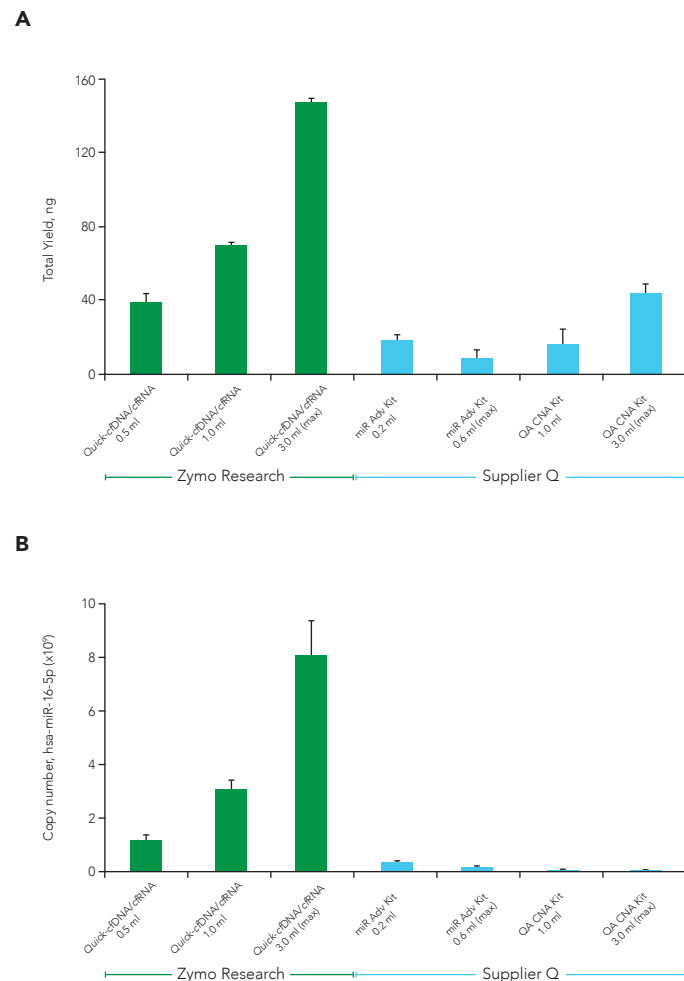 A
160
120
80
40
0
Total Yield, ng
Quick-cfDNA/cfRNA
0.5 ml
Quick-cfDNA/cfRNA
1.0 ml
Quick-cfDNA/cfRNA
3.0 ml (max)
miR Adv Kit
0.2 ml
miR Adv Kit
0.6 ml (max)
QA CNA Kit
1.0 ml
QA CNA Kit
3.0 ml (max)
Zymo Research
Supplier Q
B
10
8
6
4
2
0
Copy number, hsa-miR-16-5p (x10⁹)
Quick-cfDNA/cfRNA
0.5 ml
Quick-cfDNA/cfRNA
1.0 ml
Quick-cfDNA/cfRNA
3.0 ml (max)
miR Adv Kit
0.2 ml
miR Adv Kit
0.6 ml (max)
QA CNA Kit
1.0 ml
QA CNA Kit
3.0 ml (max)
Zymo Research
Supplier Q